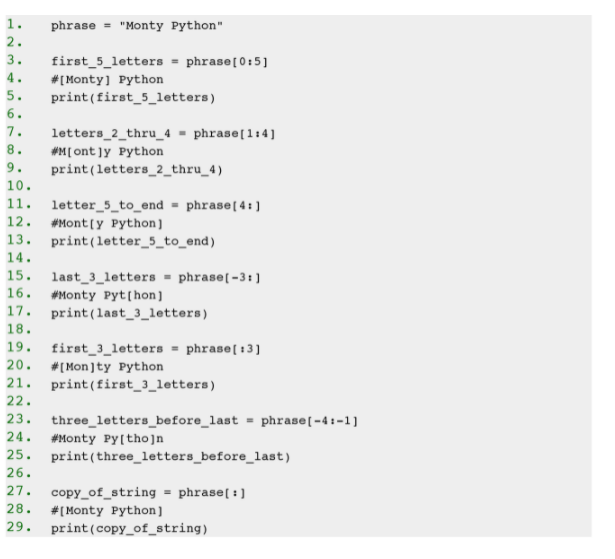 1. phrase = "Monty Python"
2.
3. first_5_letters = phrase[0:5]
4. #[Monty] Python
5. print(first_5_letters)
6.
7. letters_2_thru_4 = phrase[1:4]
8. #M[ont]y Python
9. print(letters_2_thru_4)
10.
11. letter_5_to_end = phrase[4:]
12. #Mont[y Python]
13. print(letter_5_to_end)
14.
15. last_3_letters = phrase[-3:]
16. #Monty Pyt[hon]
17. print(last_3_letters)
18.
19. first_3_letters = phrase[:3]
20. #[Mon]ty Python
21. print(first_3_letters)
22.
23. three_letters_before_last = phrase[-4:-1]
24. #Monty Py[tho]n
25. print(three_letters_before_last)
26.
27. copy_of_string = phrase[:]
28. #[Monty Python]
29. print(copy_of_string)